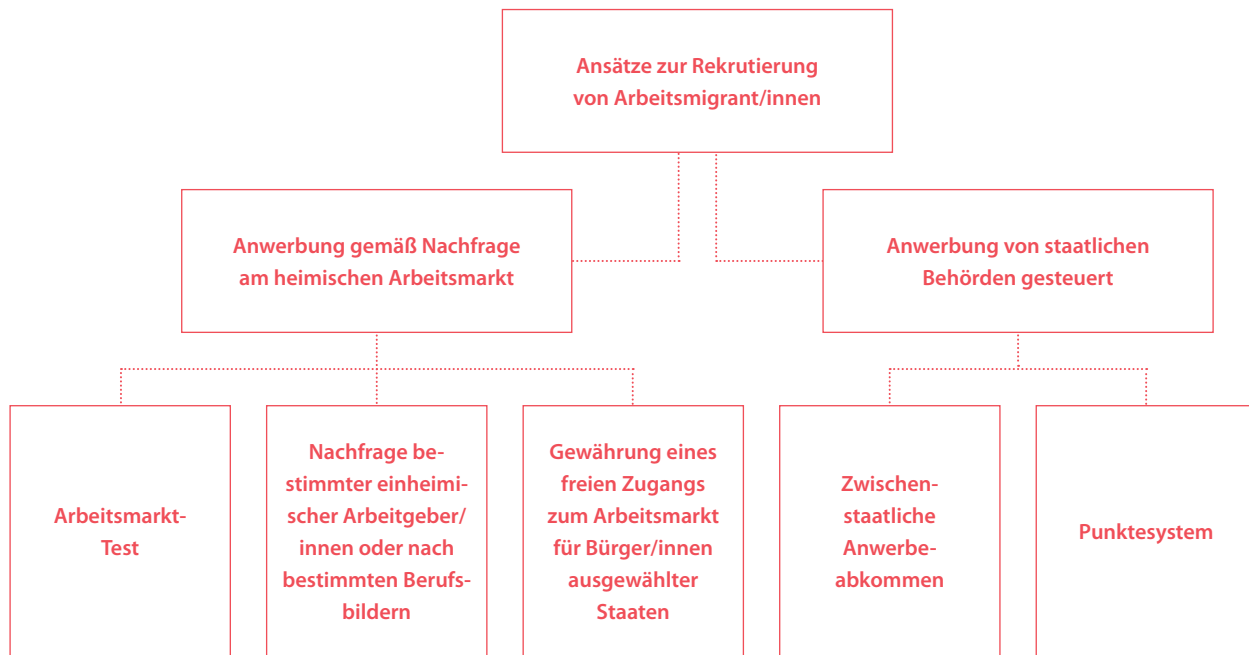 Ansätze zur Rekrutierung
von Arbeitsmigrant/innen
Anwerbung gemäß Nachfrage
am heimischen Arbeitsmarkt
Anwerbung von staatlichen
Behörden gesteuert
Arbeitsmarkt-
Test
Nachfrage be-
stimmter einheimi-
scher Arbeitgeber/
innen oder nach
bestimmten Berufs-
bildern
Gewährung eines
freien Zugangs
zum Arbeitsmarkt
für Bürger/innen
ausgewählter
Staaten
Zwischen-
staatliche
Anwerbe-
abkommen
Punktesystem